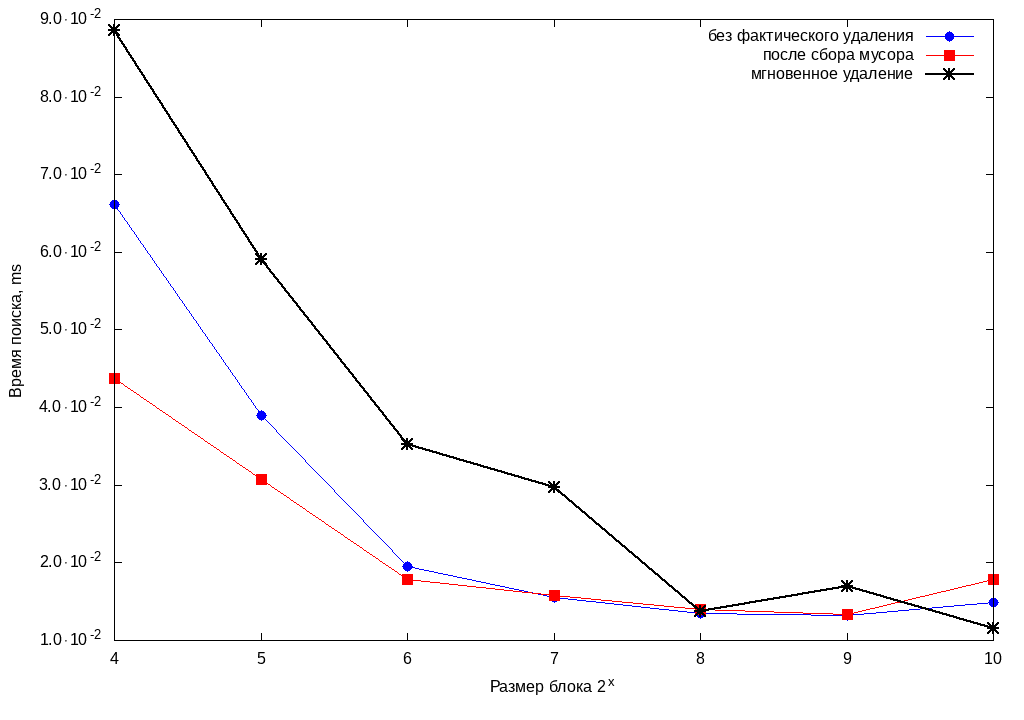 9.0·10⁻²
8.0·10⁻²
7.0·10⁻²
6.0·10⁻²
5.0·10⁻²
4.0·10⁻²
3.0·10⁻²
2.0·10⁻²
1.0·10⁻²
Время поиска, ms
без фактического удаления
после сбора мусора
мгновенное удаление
4 5 6 7 8 9 10
Размер блока 2ˣ